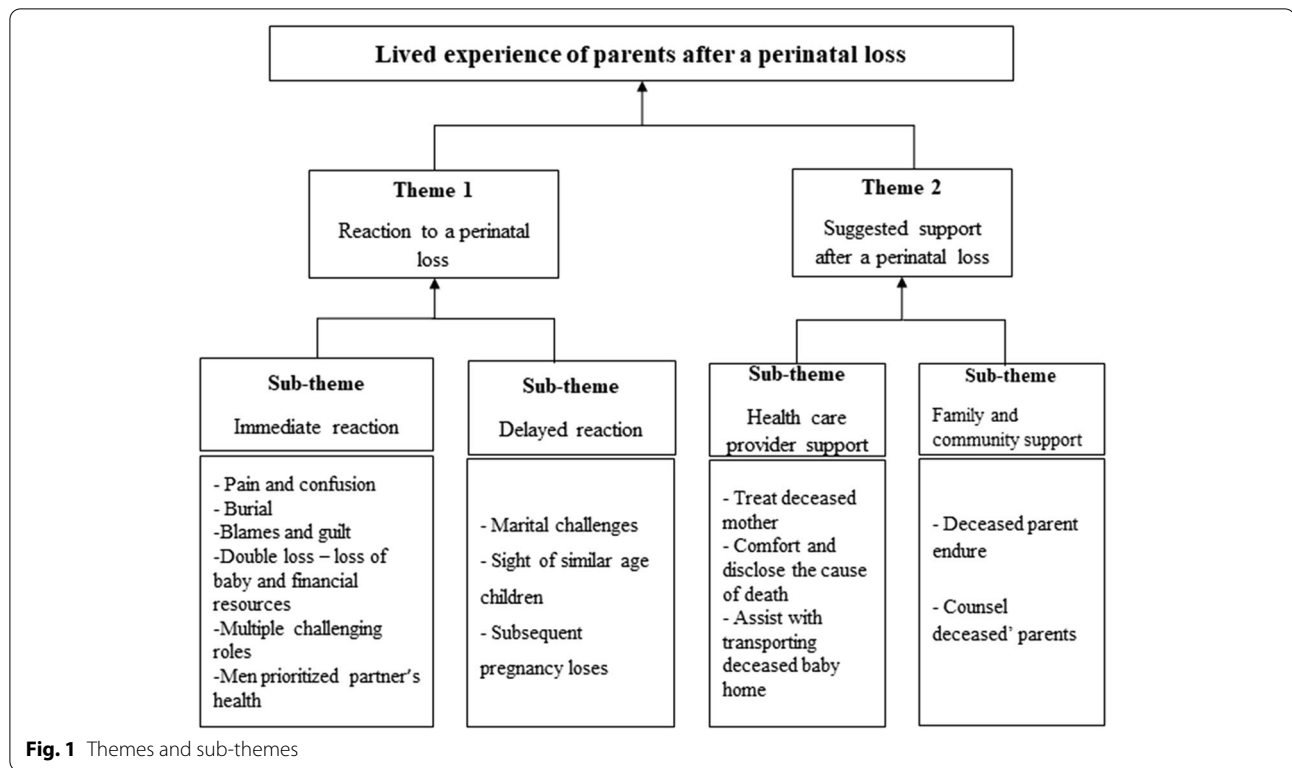 Lived experience of parents after a perinatal loss
Theme 1
Reaction to a perinatal
loss
Theme 2
Suggested support
after a perinatal loss
Sub-theme
Immediate reaction
- Pain and confusion
- Burial
-Blames and guilt
-Double loss – loss of
baby and financial
resources
-Multiple challenging
roles
-Men prioritized partner's
health
Sub-theme
Delayed reaction
- Marital challenges
- Sight of similar age
children
- Subsequent
pregnancy loses
Sub-theme
Health care
provider support
- Treat deceased
mother
- Comfort and
disclose the cause
of death
- Assist with
transporting
deceased baby
home
Sub-theme
Family and
community support
- Deceased parent
endure
- Counsel
deceased' parents
Fig. 1 Themes and sub-themes